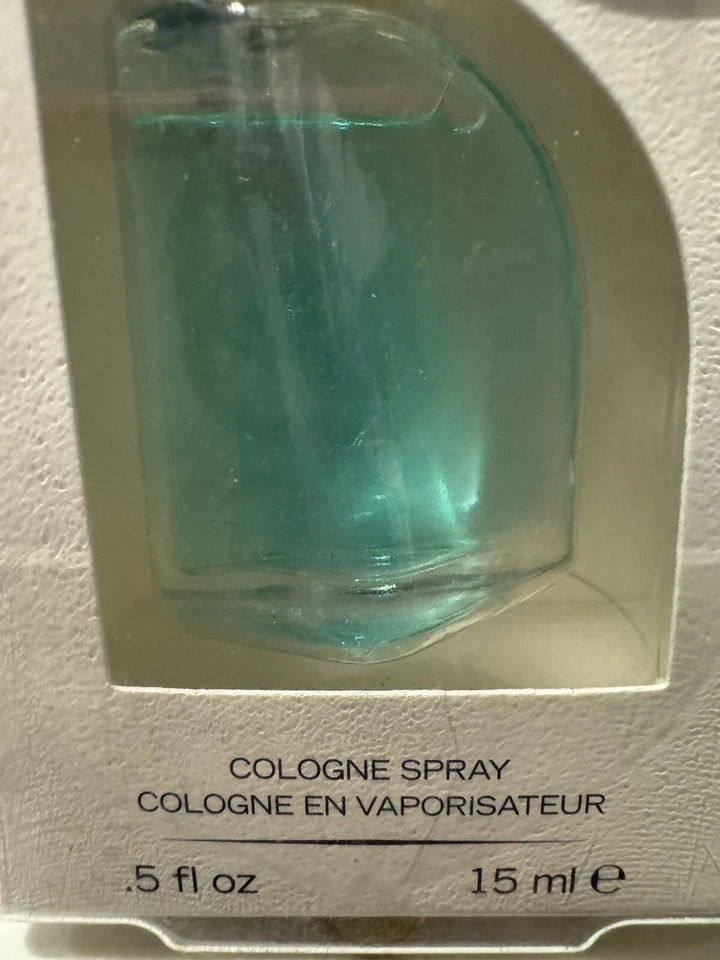 COLOGNE SPRAY
COLOGNE EN VAPORISATEUR
.5 fl oz 15 ml ℮